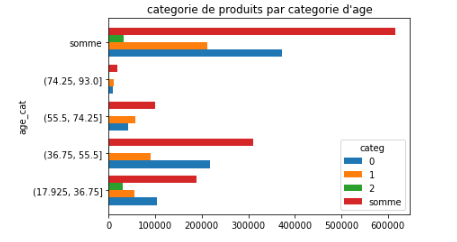 categorie de produits par categorie d'age
age_cat
somme
(74.25, 93.0]
(55.5, 74.25]
(36.75, 55.5]
(17.925, 36.75]
categ
0
1
2
somme
0 100000 200000 300000 400000 500000 600000